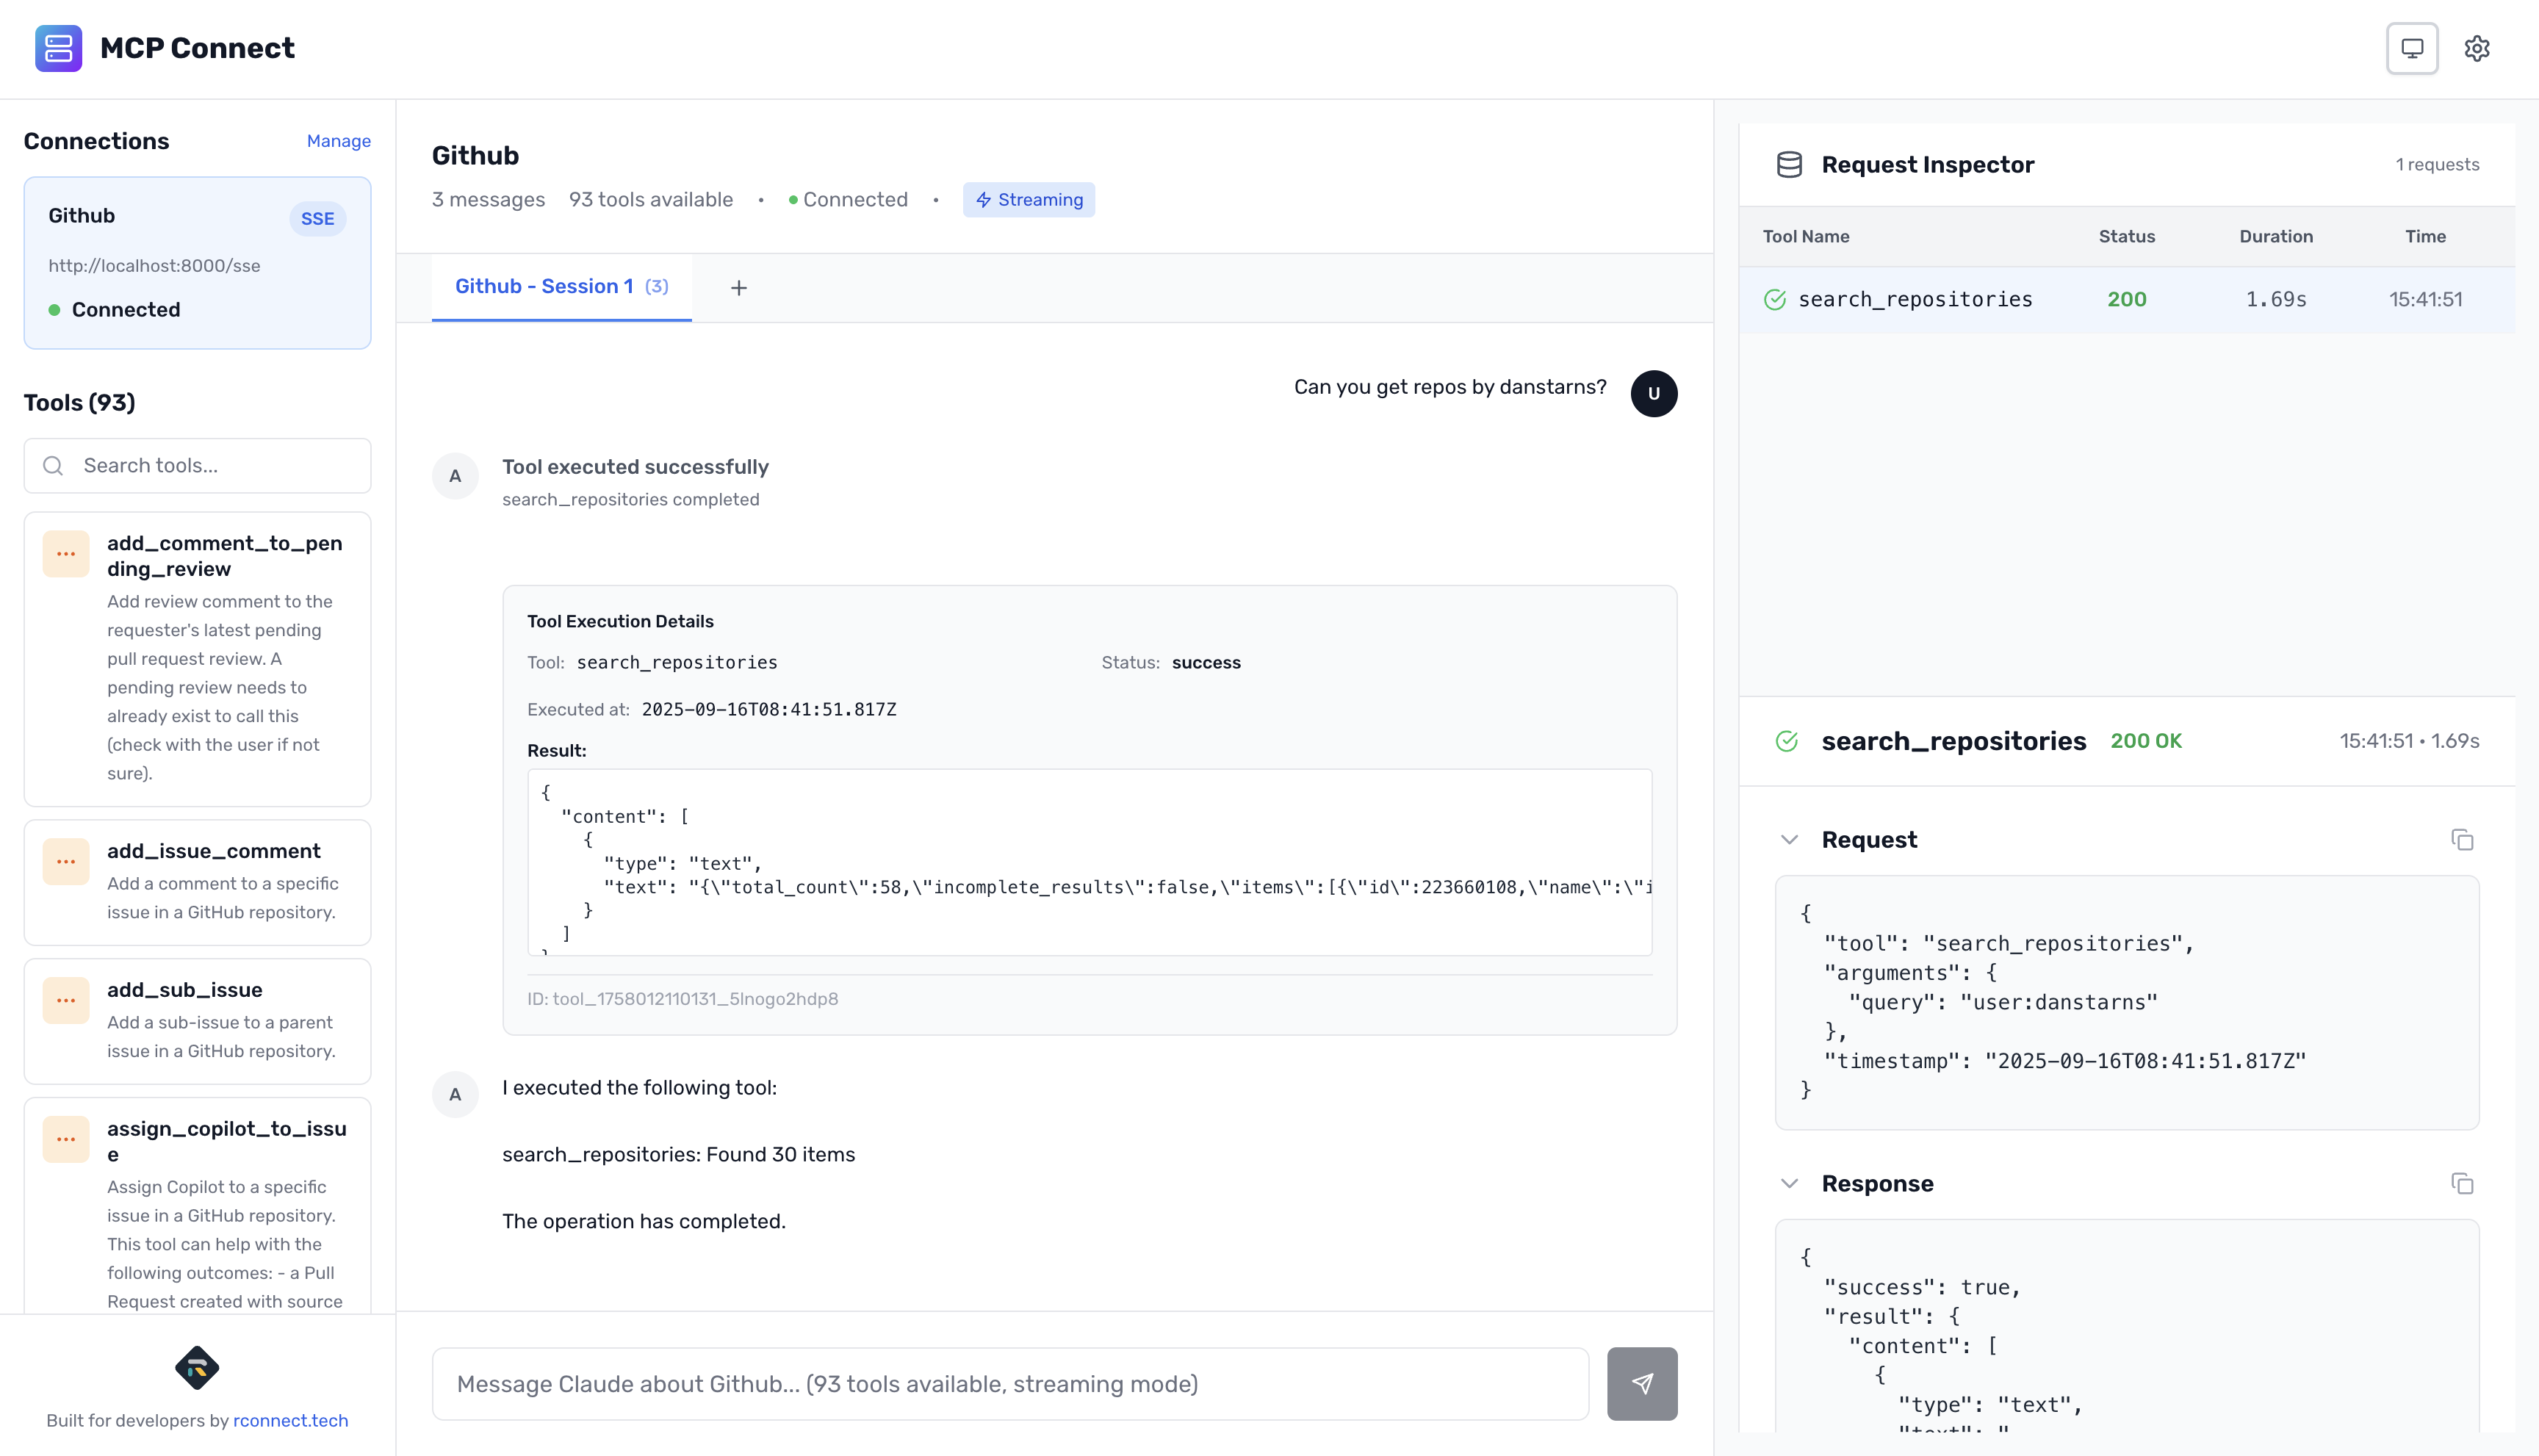 MCP Connect
Connections
Manage
Github
SSE
http://localhost:8000/sse
Connected
Tools (93)
Search tools...
add_comment_to_pen
ding_review
Add review comment to the
requester's latest pending
pull request review. A
pending review needs to
already exist to call this
(check with the user if not
sure).
add_issue_comment
Add a comment to a specific
issue in a GitHub repository.
add_sub_issue
Add a sub-issue to a parent
issue in a GitHub repository.
assign_copilot_to_issu
e
Assign Copilot to a specific
issue in a GitHub repository.
This tool can help with the
following outcomes: - a Pull
Request created with source
Built for developers by rconnect.tech
Github
3 messages 93 tools available • Connected • Streaming
Github - Session 1 (3)
+
Can you get repos by danstarns?
U
A
Tool executed successfully
search_repositories completed
Tool Execution Details
Tool: search_repositories
Status: success
Executed at: 2025-09-16T08:41:51.817Z
Result:
{
"content": [
{
"type": "text",
"text": "{\"total_count\":58,\"incomplete_results\":false,\"items\":[{\"id\":223660108,\"name\":\"i
}
]
}
ID: tool_1758012110131_5lnogo2hdp8
A
I executed the following tool:
search_repositories: Found 30 items
The operation has completed.
Message Claude about Github... (93 tools available, streaming mode)
Request Inspector
1 requests
Tool Name Status Duration Time
search_repositories 200 1.69s 15:41:51
search_repositories 200 OK 15:41:51 • 1.69s
Request
{
"tool": "search_repositories",
"arguments": {
"query": "user:danstarns"
},
"timestamp": "2025-09-16T08:41:51.817Z"
}
Response
{
"success": true,
"result": {
"content": [
{
"type": "text",